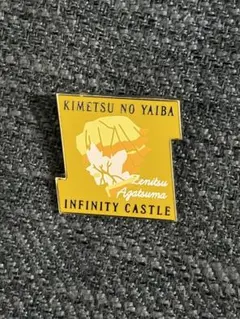 KIMETSU NO YAIBA
Zenitsu
Agatsuma
INFINITY CASTLE